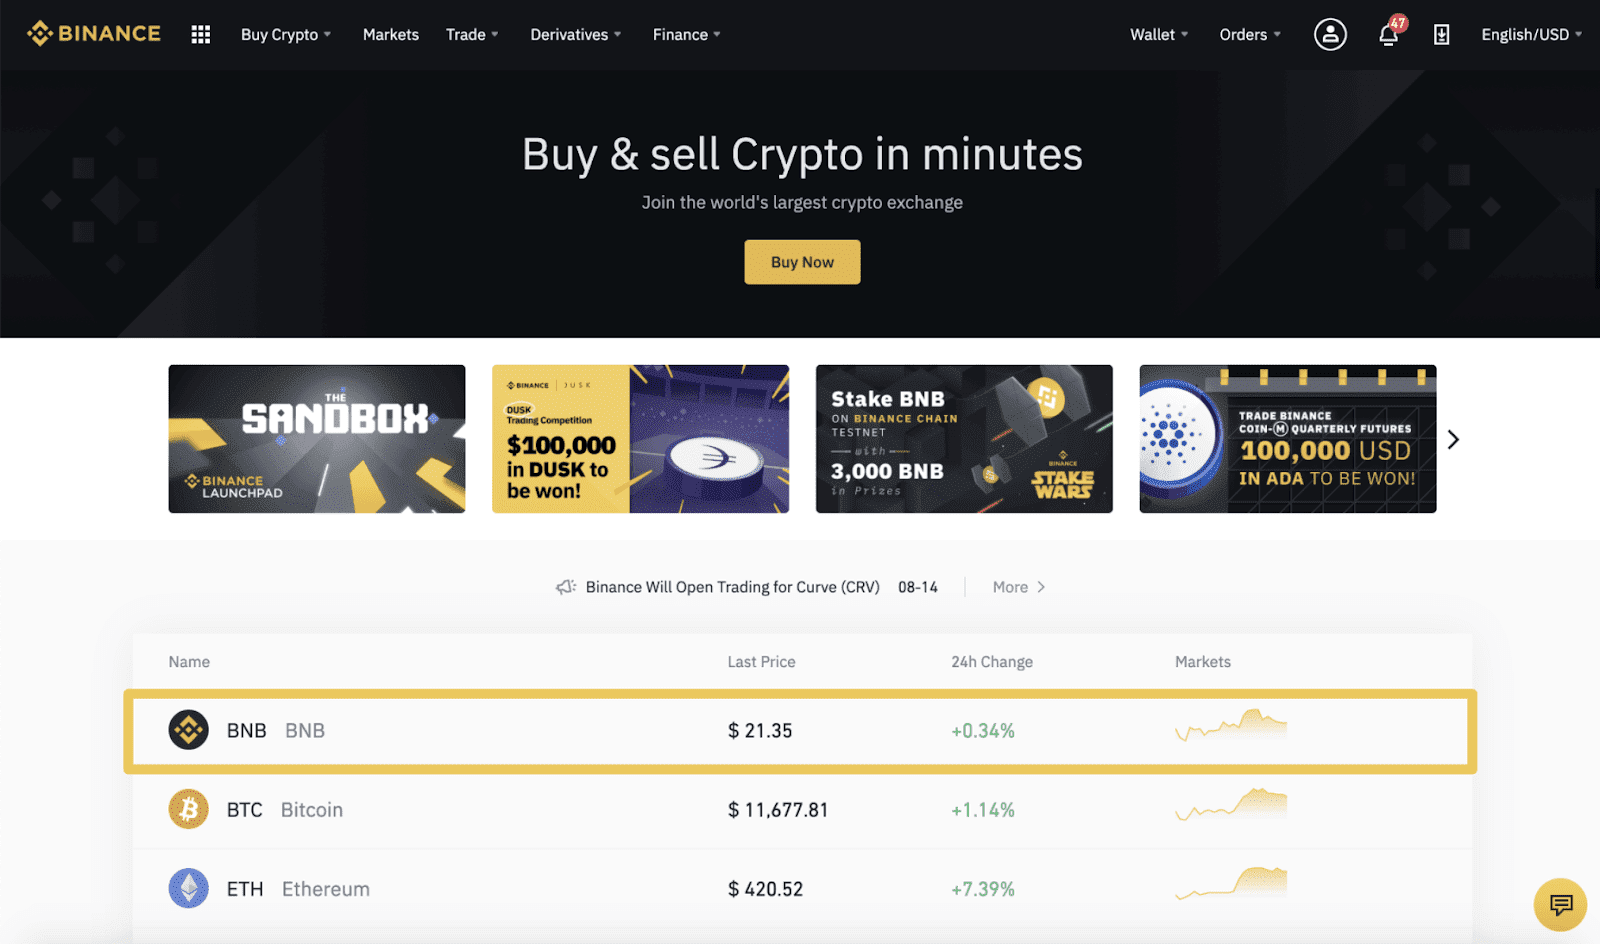 BINANCE
Buy Crypto
Markets
Trade
Derivatives
Finance
Wallet
Orders
47
English/USD
Buy & sell Crypto in minutes
Join the world's largest crypto exchange
Buy Now
THE
SANDBOX
BINANCE
LAUNCHPAD
BINANCE | DUSK
DUSK
Trading Competition
$100,000
in DUSK to
be won!
Stake BNB
ON BINANCE CHAIN
TESTNET
with
3,000 BNB
in Prizes
BINANCE
STAKE
WARS
TRADE BINANCE
COIN-M QUARTERLY FUTURES
100,000 USD
IN ADA TO BE WON!
Binance Will Open Trading for Curve (CRV) 08-14 More
Name Last Price 24h Change Markets
BNB BNB $ 21.35 +0.34%
BTC Bitcoin $ 11,677.81 +1.14%
ETH Ethereum $ 420.52 +7.39%